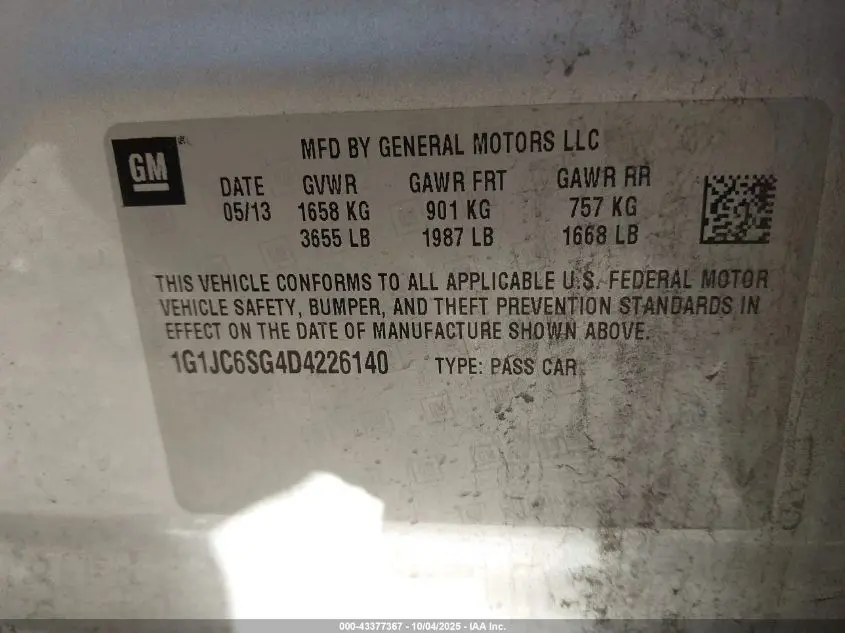 GM
MFD BY GENERAL MOTORS LLC
DATE GVWR GAWR FRT GAWR RR
05/13 1658 KG 901 KG 757 KG
3655 LB 1987 LB 1668 LB
THIS VEHICLE CONFORMS TO ALL APPLICABLE U.S. FEDERAL MOTOR
VEHICLE SAFETY, BUMPER, AND THEFT PREVENTION STANDARDS IN
EFFECT ON THE DATE OF MANUFACTURE SHOWN ABOVE.
1G1JC6SG4D4226140 TYPE: PASS CAR
000-43377367 - 10/04/2025 - IAA Inc.